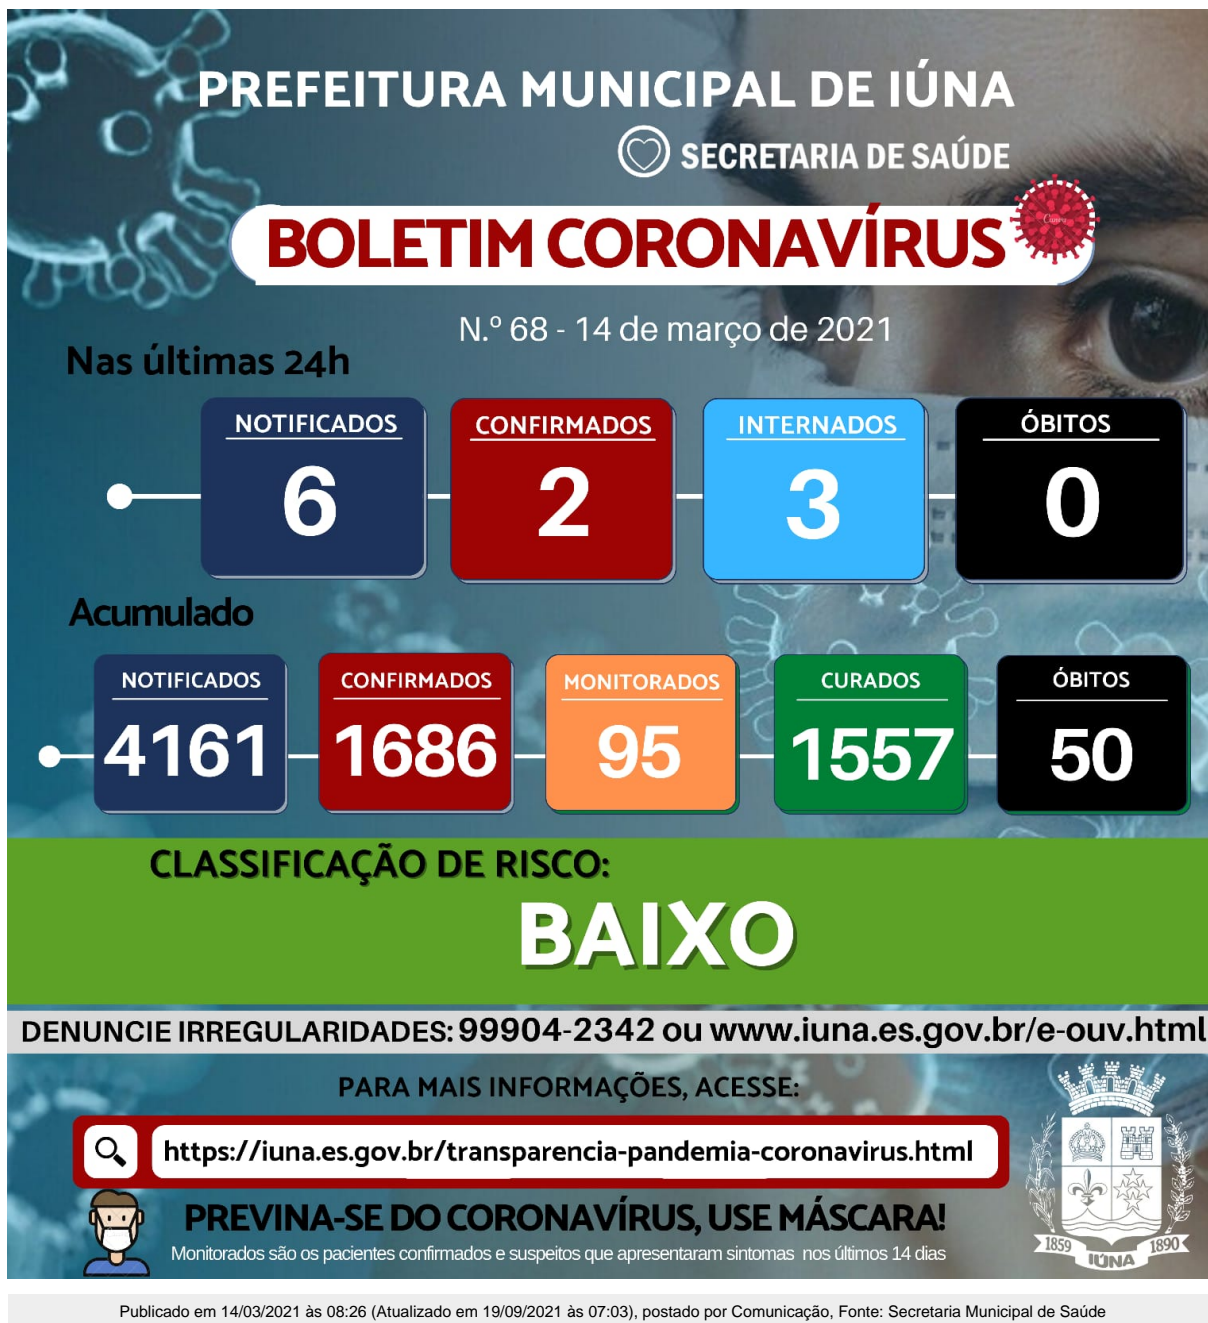 PREFEITURA MUNICIPAL DE IÚNA
SECRETARIA DE SAÚDE
BOLETIM CORONAVÍRUS
Canva
N.º 68 - 14 de março de 2021
Nas últimas 24h
NOTIFICADOS CONFIRMADOS INTERNADOS ÓBITOS
6 2 3 0
Acumulado
NOTIFICADOS CONFIRMADOS MONITORADOS CURADOS ÓBITOS
4161 1686 95 1557 50
CLASSIFICAÇÃO DE RISCO:
BAIXO
DENUNCIE IRREGULARIDADES: 99904-2342 ou www.iuna.es.gov.br/e-ouv.html
PARA MAIS INFORMAÇÕES, ACESSE:
https://iuna.es.gov.br/transparencia-pandemia-coronavirus.html
PREVINA-SE DO CORONAVÍRUS, USE MÁSCARA!
Monitorados são os pacientes confirmados e suspeitos que apresentaram sintomas nos últimos 14 dias
1859 IÚNA 1890
Publicado em 14/03/2021 às 08:26 (Atualizado em 19/09/2021 às 07:03), postado por Comunicação, Fonte: Secretaria Municipal de Saúde